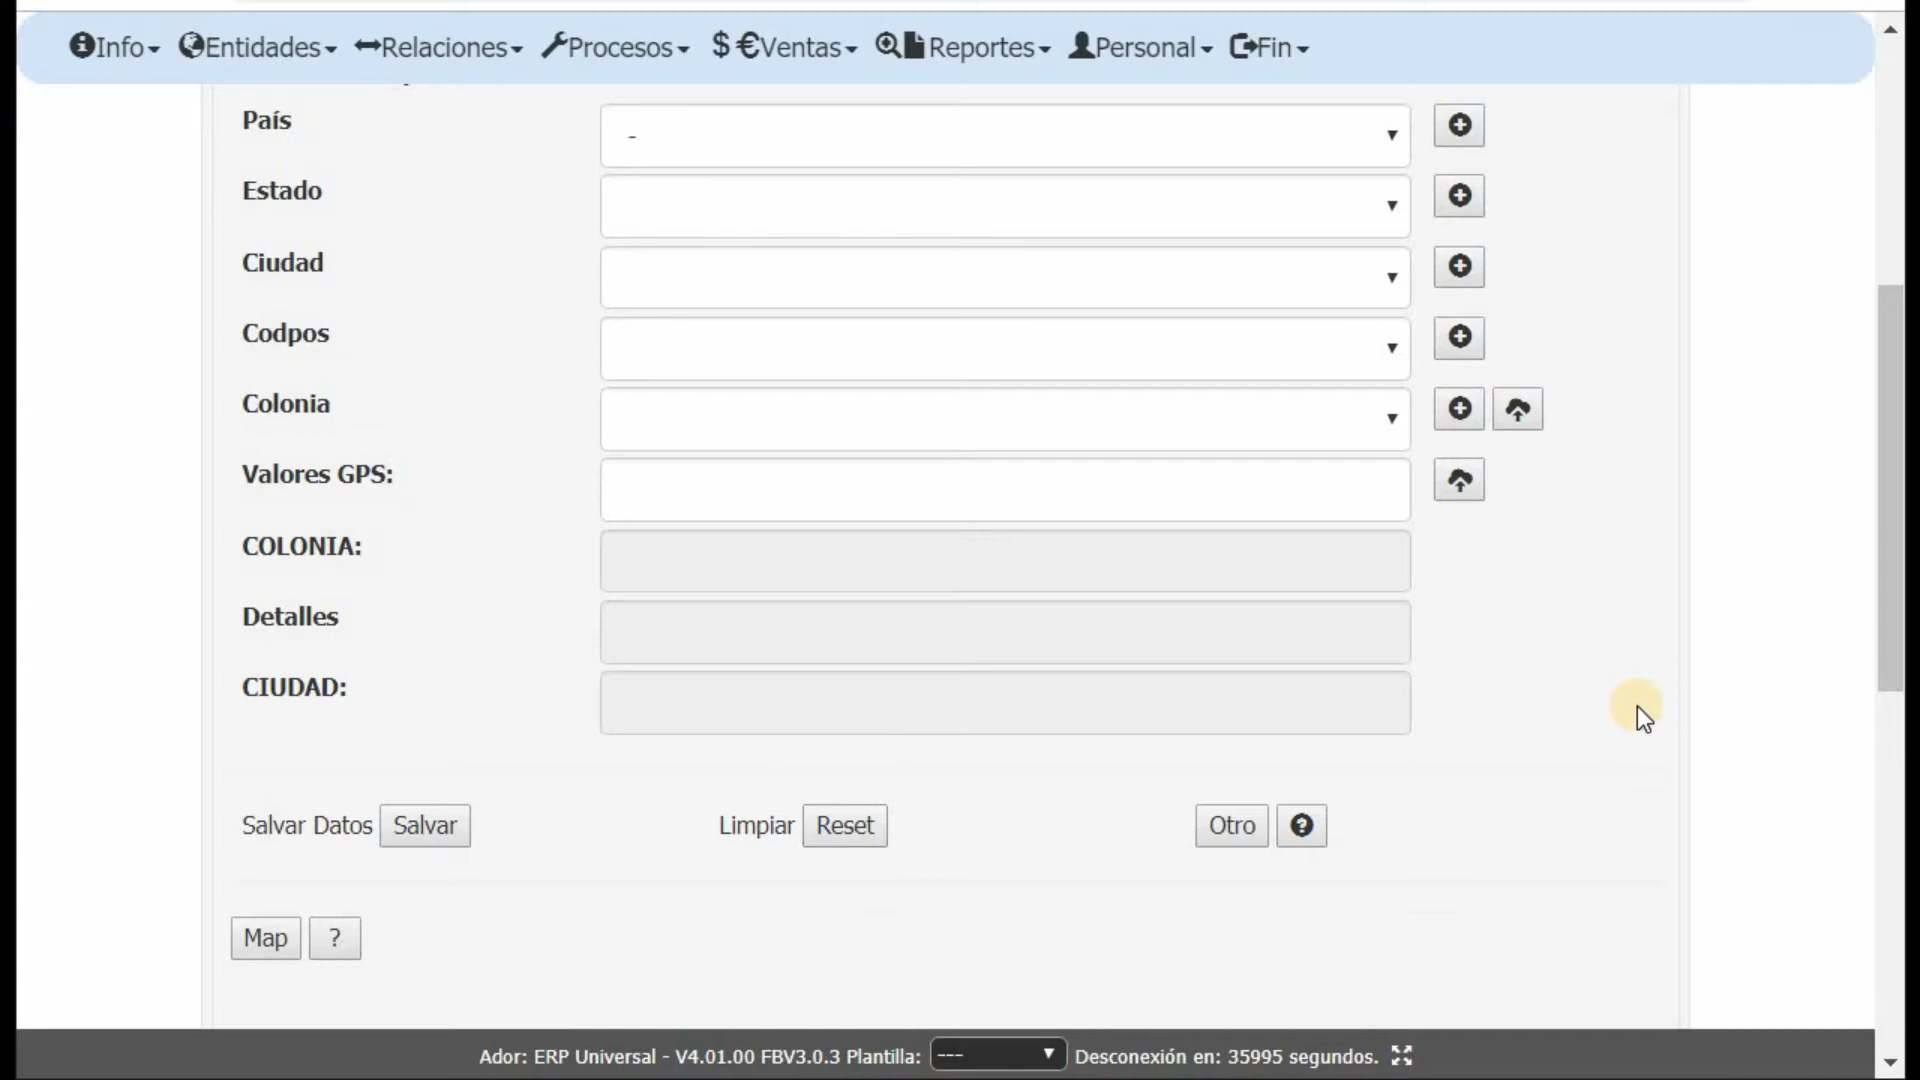 Info Entidades Relaciones Procesos $ €Ventas Reportes Personal Fin
País
-
Estado
Ciudad
Codpos
Colonia
Valores GPS:
COLONIA:
Detalles
CIUDAD:
Salvar Datos Salvar Limpiar Reset Otro ?
Map ?
Ador: ERP Universal - V4.01.00 FBV3.0.3 Plantilla: --- Desconexión en: 35995 segundos.